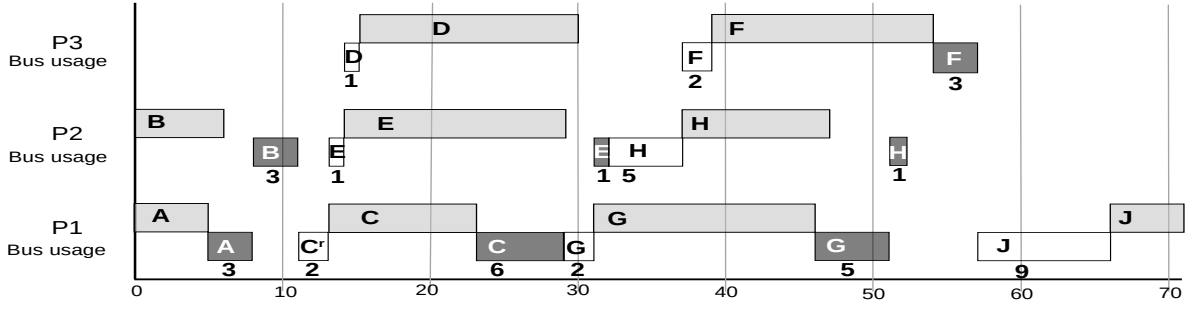 P3 D F
Bus usage D F F
1 2 3
P2 B E H
Bus usage B E E H H
3 1 1 5 1
P1 A C G J
Bus usage A Cr C G G J
3 2 6 2 5 9
0 10 20 30 40 50 60 70